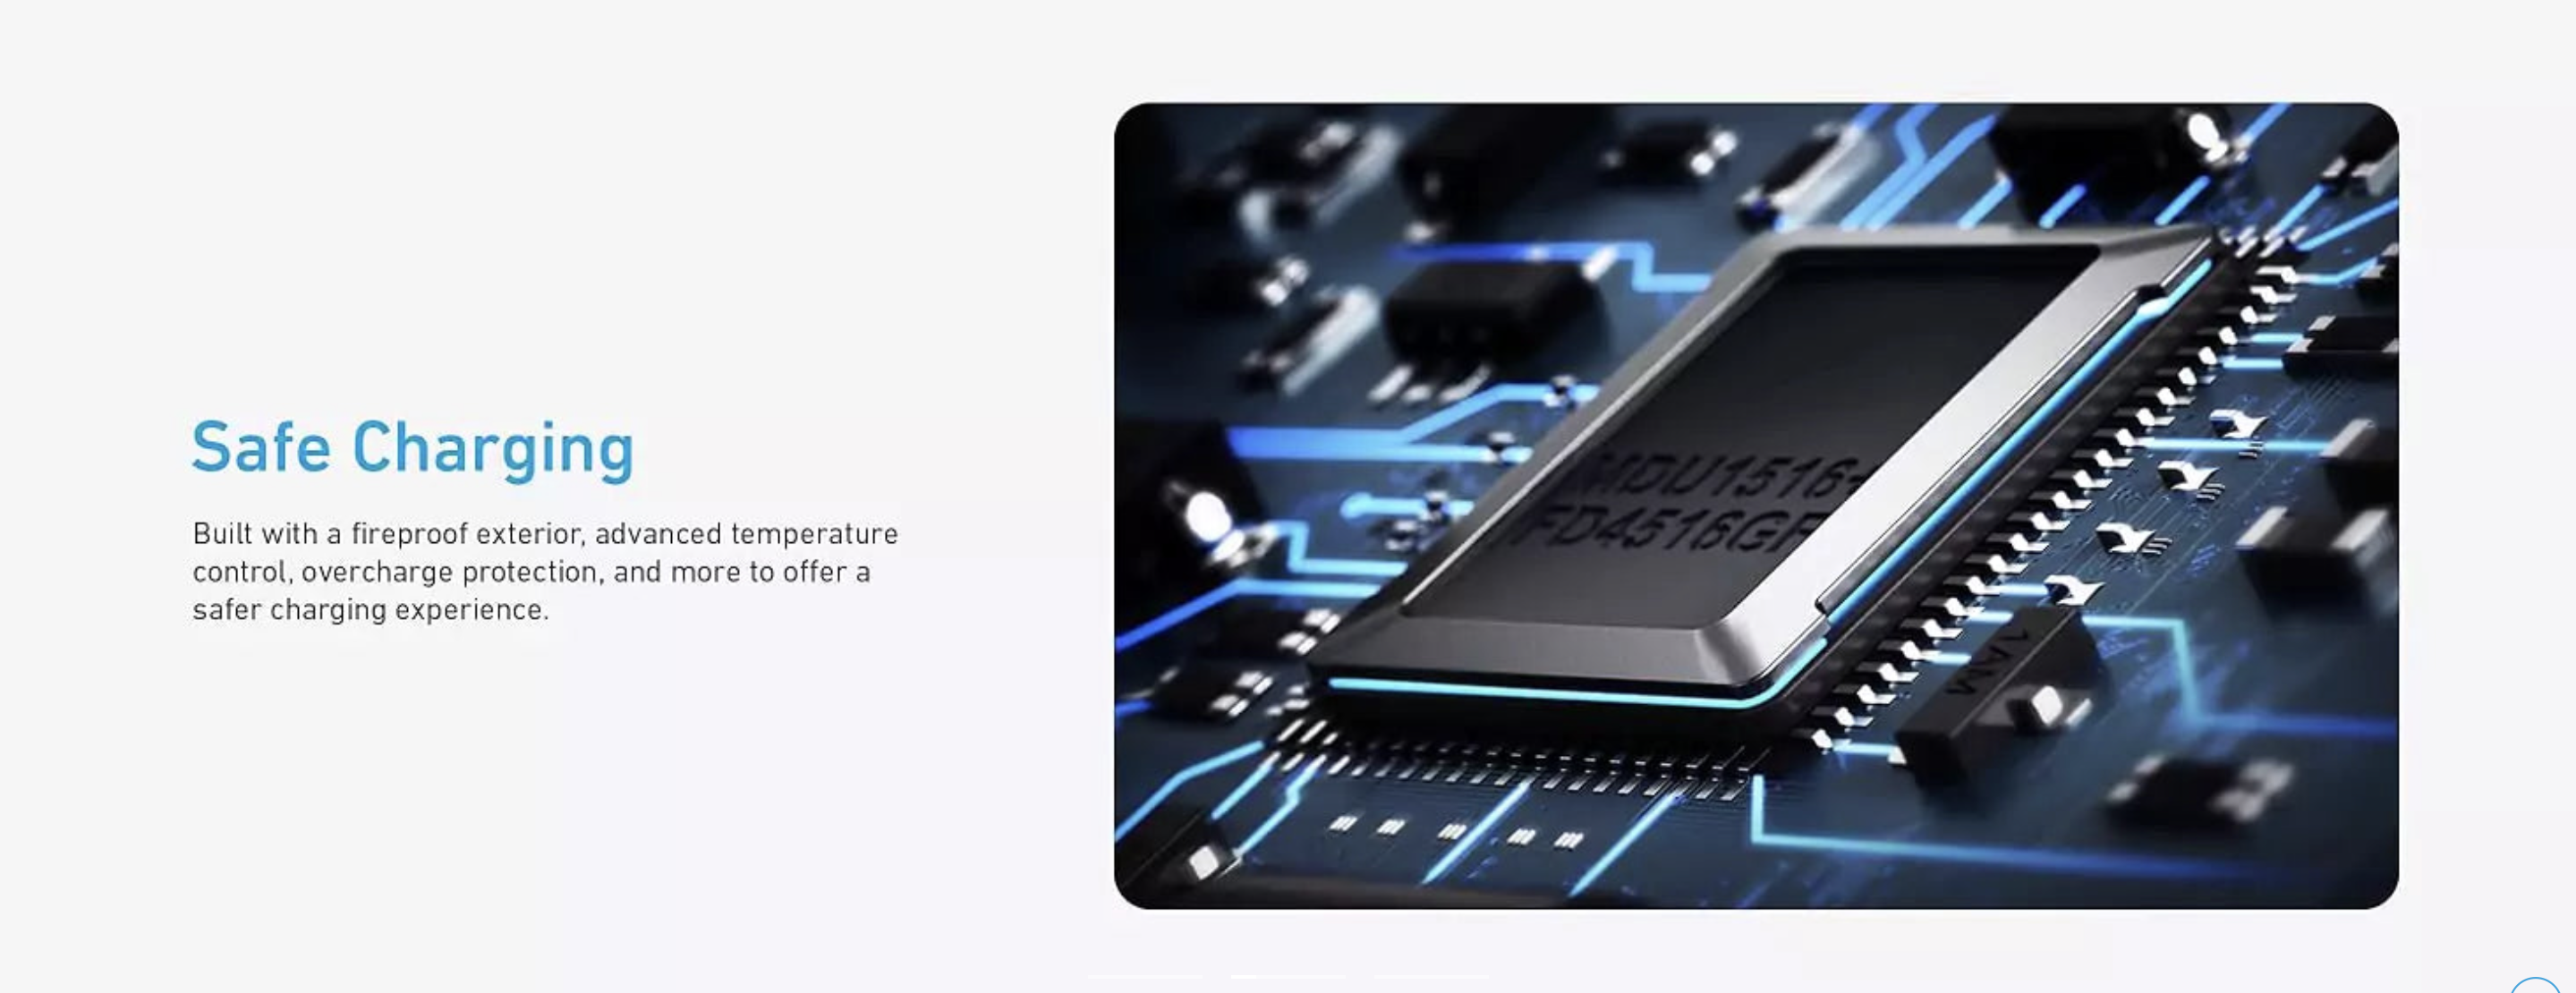 Safe Charging
Built with a fireproof exterior, advanced temperature
control, overcharge protection, and more to offer a
safer charging experience.
MDU1516-
FD4516GF